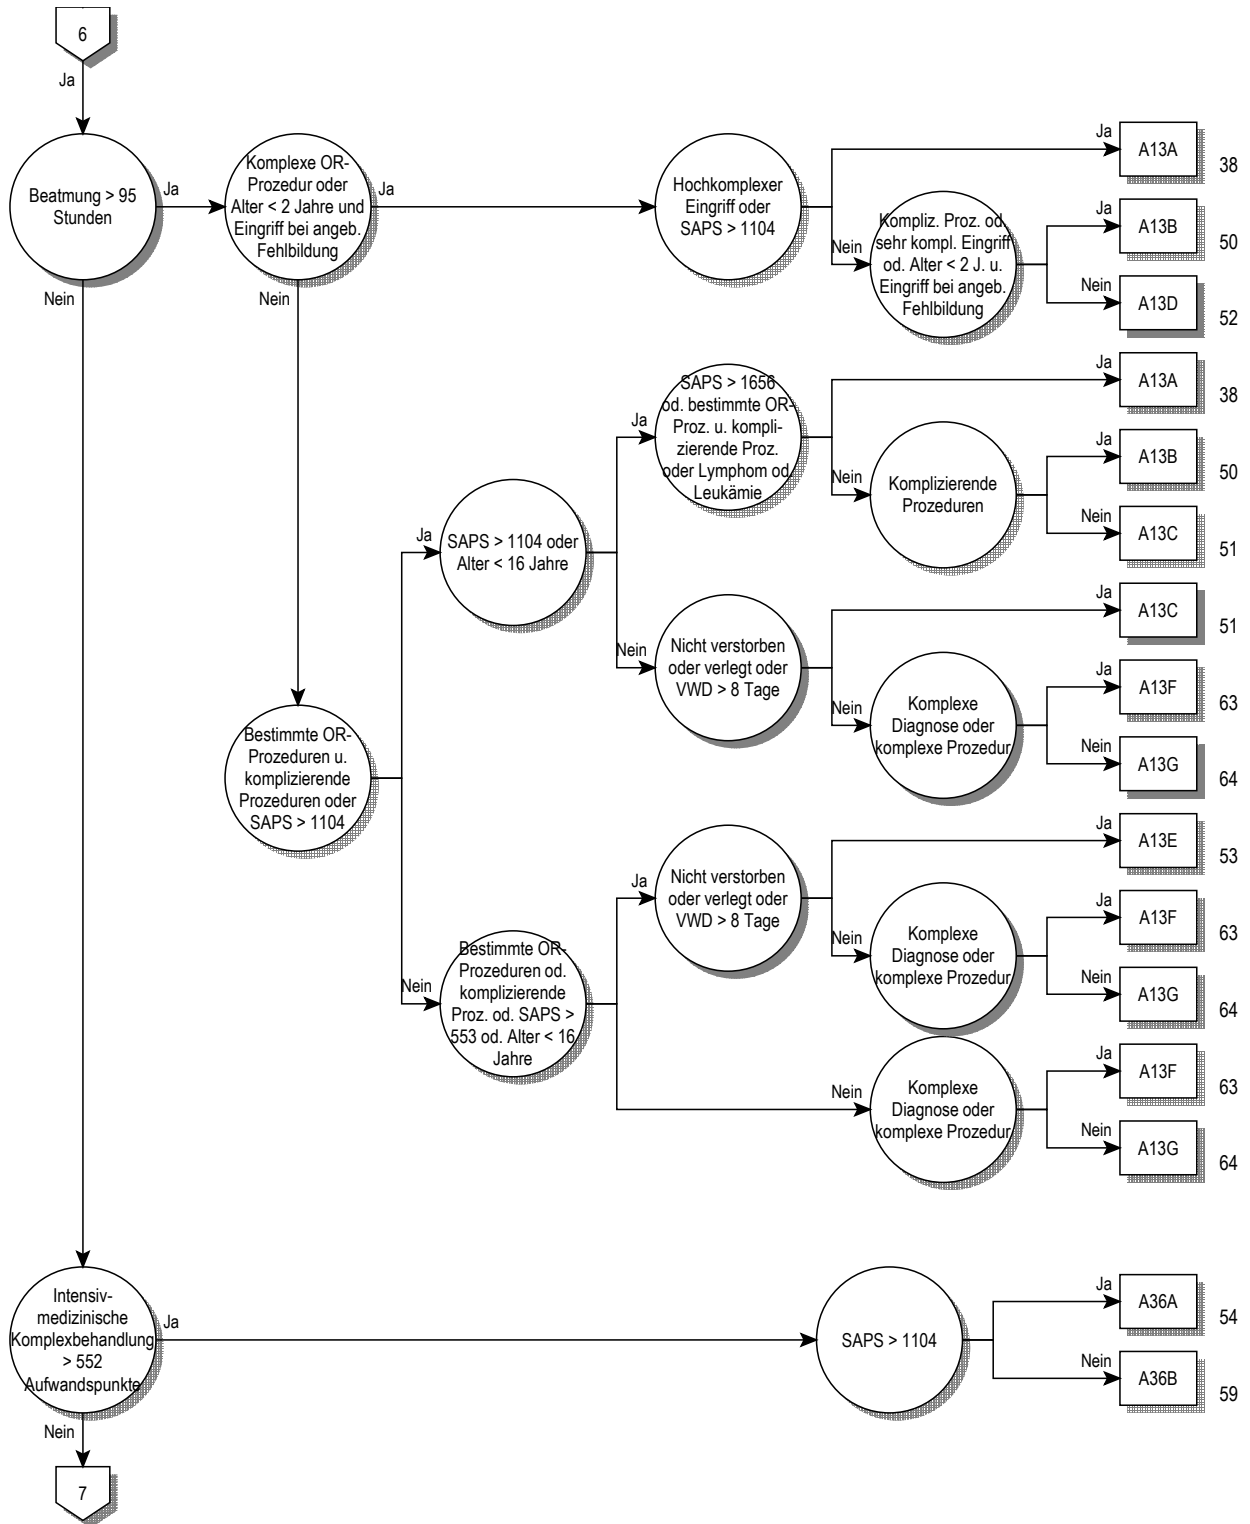 6
Ja
Beatmung > 95
Stunden
Ja
Komplexe OR-
Prozedur oder
Alter < 2 Jahre und
Eingriff bei angeb.
Fehlbildung
Ja
Hochkomplexer
Eingriff oder
SAPS > 1104
Ja
A13A
38
Nein
Kompliz. Proz. od.
sehr kompl. Eingriff
od. Alter < 2 J. u.
Eingriff bei angeb.
Fehlbildung
Ja
A13B
50
Nein
A13D
52
Nein
Nein
Bestimmte OR-
Prozeduren u.
komplizierende
Prozeduren oder
SAPS > 1104
Ja
SAPS > 1104 oder
Alter < 16 Jahre
Ja
SAPS > 1656
od. bestimmte OR-
Proz. u. kompli-
zierende Proz.
oder Lymphom od.
Leukämie
Ja
A13A
38
Nein
Komplizierende
Prozeduren
Ja
A13B
50
Nein
A13C
51
Nein
Nicht verstorben
oder verlegt oder
VWD > 8 Tage
Ja
A13C
51
Nein
Komplexe
Diagnose oder
komplexe Prozedur
Ja
A13F
63
Nein
A13G
64
Nein
Bestimmte OR-
Prozeduren od.
komplizierende
Proz. od. SAPS >
553 od. Alter < 16
Jahre
Ja
Nicht verstorben
oder verlegt oder
VWD > 8 Tage
Ja
A13E
53
Nein
Komplexe
Diagnose oder
komplexe Prozedur
Ja
A13F
63
Nein
A13G
64
Nein
Komplexe
Diagnose oder
komplexe Prozedur
Ja
A13F
63
Nein
A13G
64
Intensiv-
medizinische
Komplexbehandlung
> 552
Aufwandspunkte
Ja
SAPS > 1104
Ja
A36A
54
Nein
A36B
59
Nein
7